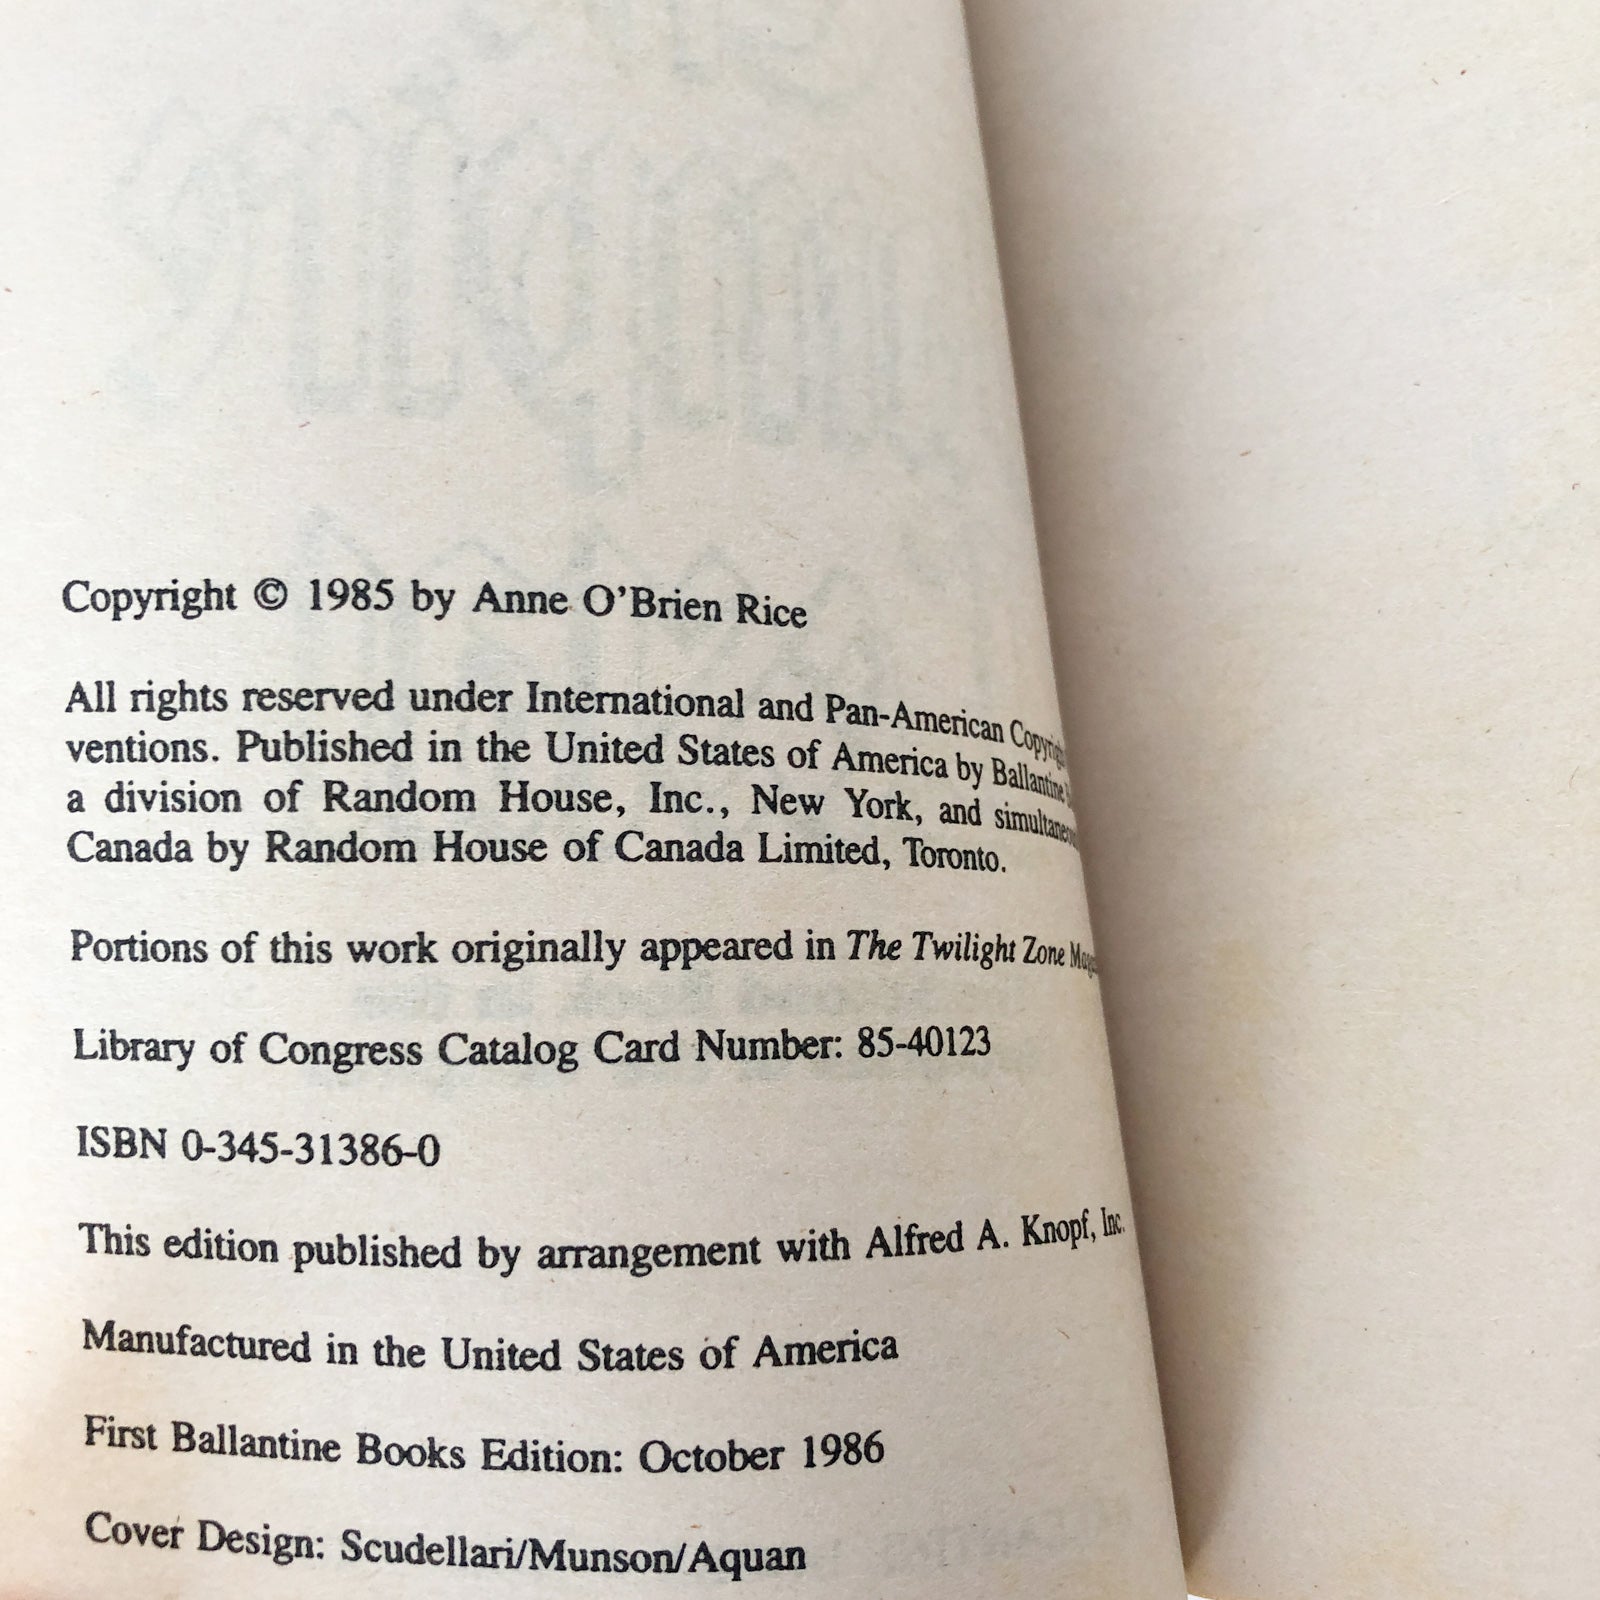 Copyright © 1985 by Anne O'Brien Rice
All rights reserved under International and Pan-American Copyright
ventions. Published in the United States of America by Ballantine
a division of Random House, Inc., New York, and
Canada by Random House of Canada Limited, Toronto.
Portions of this work originally appeared in The Twilight Zone
Library of Congress Catalog Card Number: 85-40123
ISBN 0-345-31386-0
This edition published by arrangement with Alfred A. Knopf, Inc.
Manufactured in the United States of America
First Ballantine Books Edition: October 1986
Cover Design: Scudellari/Munson/Aquan